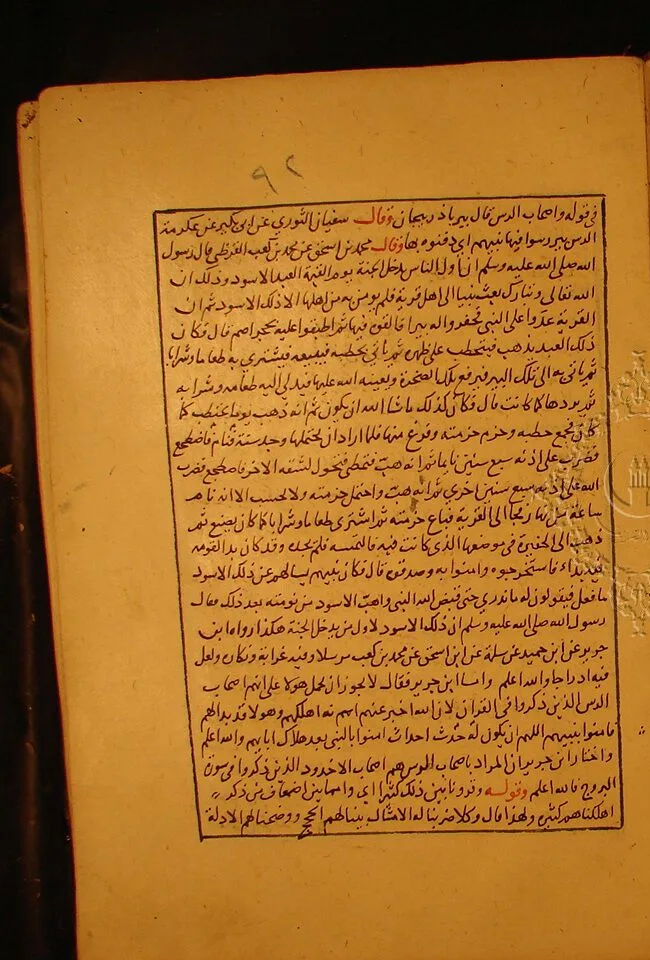 ٩٢
في قوله واصحاب الرس قال بير باذربيجان وقال سفيان الثوري عن ابي بكير عن عكرمة
الرس بير رسوا فيها نبيهم اي دفنوه بها وقال محمد بن اسحق عن محمد بن كعب القرظي قال رسول
الله صلي الله عليه وسلم ان اول الناس يدخل الجنة يوم القيمة العبد الاسود وذلك ان
الله تعالى وتبارك بعث نبيا الى اهل قرية فلم يومن به من اهلها الا ذلك الاسود ثم ان
القرية عدوا على النبي فحفروا له بيرا فالقوه فيها ثم اطبقوا عليه بحجر اصم قال فكان
ذلك العبد يذهب فيحتطب على ظهره ثم ياتي بحطبه فيبيعه فيشتري به طعاما وشرابا
ثم ياتي به الى تلك البير فيرفع تلك الصخرة ويعينه الله عليها فيدلي اليه طعامه وشرابه
ثم يردها كما كانت قال فكان كذلك ما شا الله ان يكون ثم انه ذهب يوما يحتطب كما
كان فجمع حطبه وحزم حزمته وفرغ منها فلما اراد ان يحتملها وجد سنة فنام فاضطجع
فضرب على اذنه سبع سنين نايما ثم انه هب فتمطى فتحول لشقه الاخر فاضطجع فضرب
الله على اذنه سبع سنين اخرى ثم انه هب واحتمل حزمته ولا يحسب الا انه نام
ساعة من نهار فجا الى القرية فباع حزمته ثم اشترى طعاما وشرابا كما كان يصنع ثم
ذهب الى الحفيرة في موضعها الذي كانت فيه فالتمسه فلم يجده وقد كان بدا لقومه
فيه بداء فاستخرجوه وامنوا به وصدقوه قال فكان نبيهم يسالهم عن ذلك الاسود
ما فعل فيقولون له ما ندري حتى قبض الله النبي واهب الاسود من نومته بعد ذلك فقال
رسول الله صلى الله عليه وسلم ان ذلك الاسود لاول من يدخل الجنة هكذا رواه ابن
جرير عن ابن حميد عن سلمة عن ابن اسحق عن محمد بن كعب مرسلا وفيه غرابة ونكاره ولعل
فيه ادراجا والله اعلم واما ابن جرير فقال لا يجوز ان يحمل هولا على انهم اصحاب
الرس الذين ذكروا في القران لان الله اخبر عنهم انه اهلكهم وهولا قد بدا لهم
فامنوا بنبيهم اللهم ان يكون له حدث احداث امنوا بالنبي بعد هلاك ابايهم والله اعلم
واختار ابن جرير ان المراد باصحاب الرس هم اصحاب الاخدود الذين ذكروا في سورة
البروج فالله اعلم وقوله وقرونا بين ذلك كثيرا اي واما بين اضعاف من ذكر
اهلكناهم كثيرة ولهذا قال وكلا ضربنا له الامثال بينا لهم الحجج ووضحنا لهم الادلة